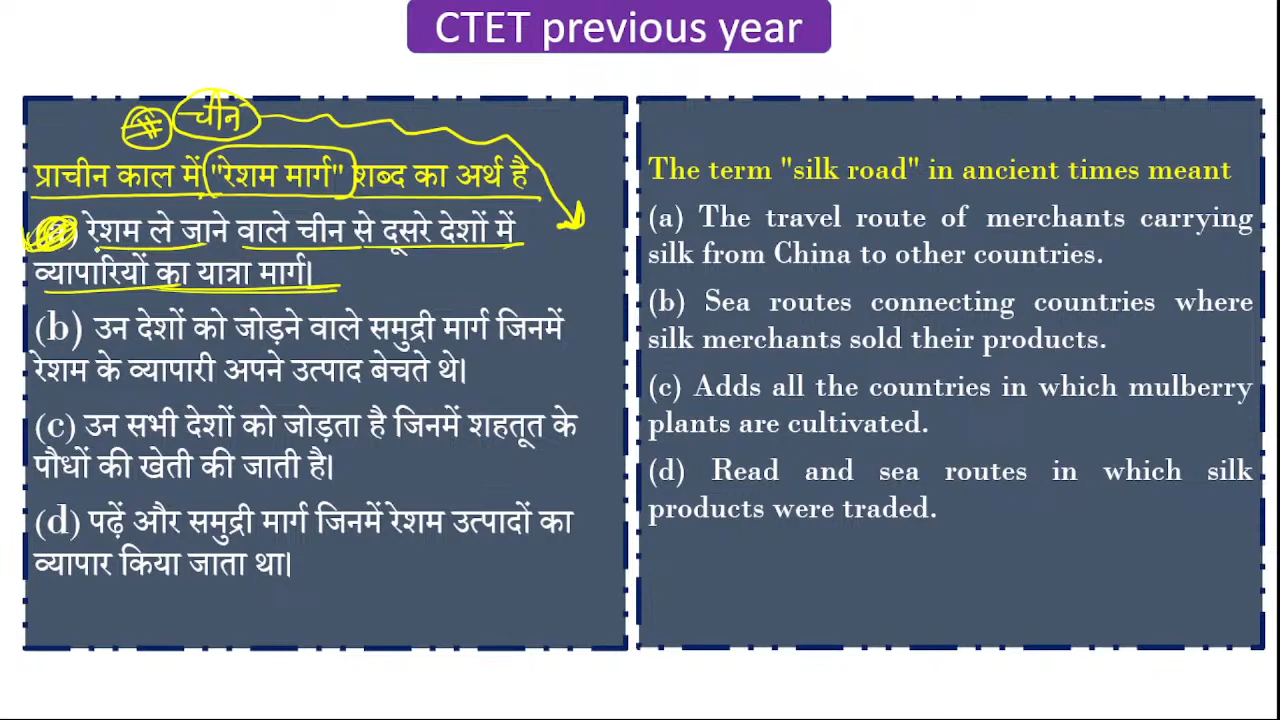 CTET previous year
चीन
प्राचीन काल में "रेशम मार्ग" शब्द का अर्थ है
रेशम ले जाने वाले चीन से दूसरे देशों में
व्यापारियों का यात्रा मार्ग।
(b) उन देशों को जोड़ने वाले समुद्री मार्ग जिनमें
रेशम के व्यापारी अपने उत्पाद बेचते थे।
(c) उन सभी देशों को जोड़ता है जिनमें शहतूत के
पौधों की खेती की जाती है।
(d) पढ़ें और समुद्री मार्ग जिनमें रेशम उत्पादों का
व्यापार किया जाता था।
The term "silk road" in ancient times meant
(a) The travel route of merchants carrying
silk from China to other countries.
(b) Sea routes connecting countries where
silk merchants sold their products.
(c) Adds all the countries in which mulberry
plants are cultivated.
(d) Read and sea routes in which silk
products were traded.